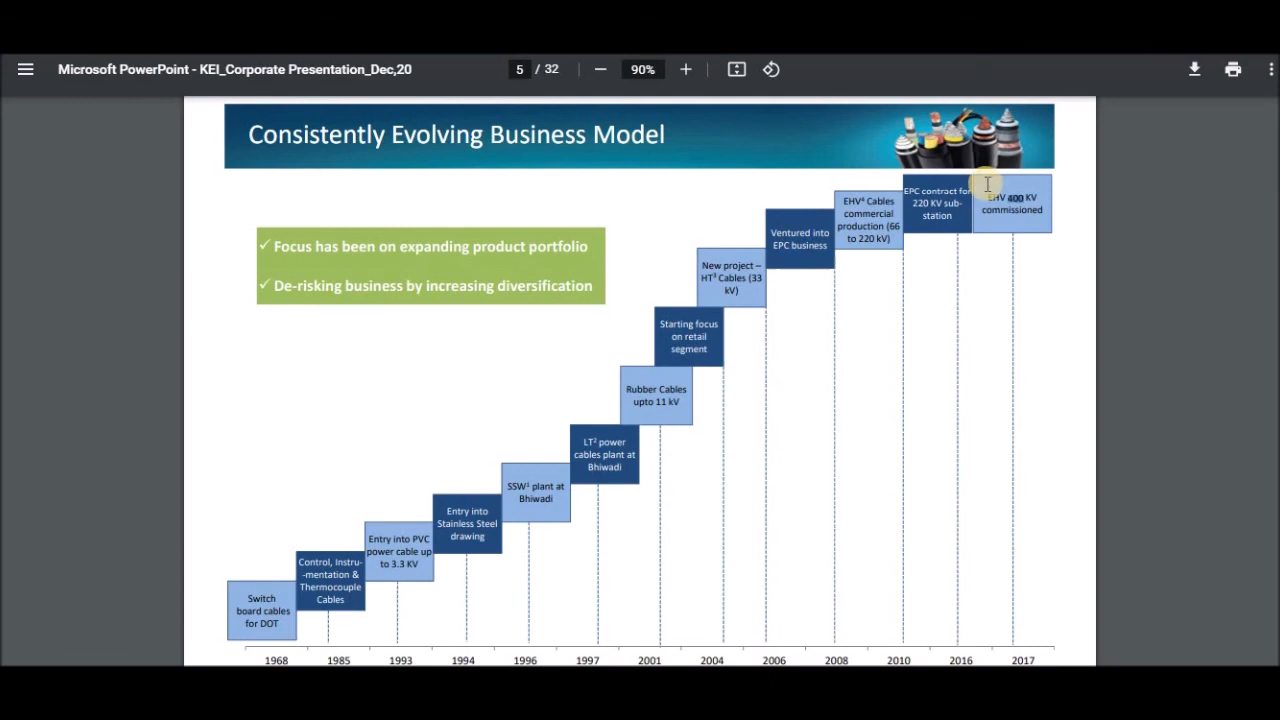 Microsoft PowerPoint - KEI_Corporate Presentation_Dec,20
5 / 32
90%
Consistently Evolving Business Model
✓ Focus has been on expanding product portfolio
✓ De-risking business by increasing diversification
Switch
board cables
for DOT
Control, Instru-
-mentation &
Thermocouple
Cables
Entry into PVC
power cable up
to 3.3 KV
Entry into
Stainless Steel
drawing
SSW¹ plant at
Bhiwadi
LT² power
cables plant at
Bhiwadi
Rubber Cables
upto 11 kV
Starting focus
on retail
segment
New project –
HT³ Cables (33
kV)
Ventured into
EPC business
EHV⁴ Cables
commercial
production (66
to 220 kV)
EPC contract for
220 KV sub-
station
EHV 400 KV
commissioned
1968 1985 1993 1994 1996 1997 2001 2004 2006 2008 2010 2016 2017